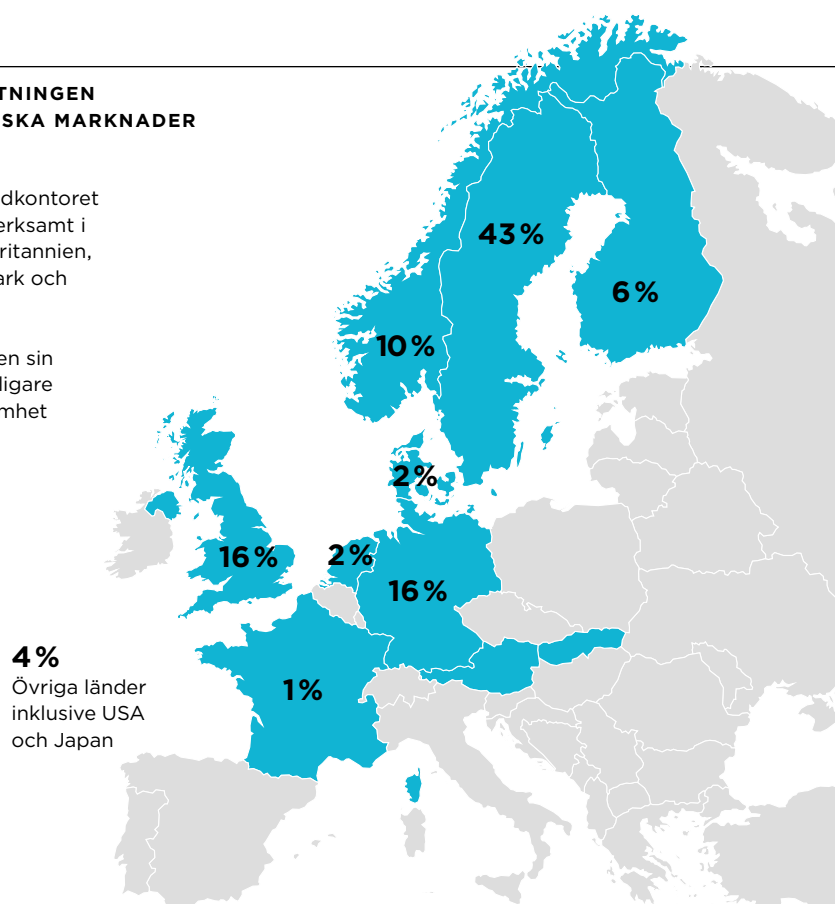 TNINGEN
SKA MARKNADER
dkontoret
erksamt i
ritannien,
ark och
en sin
digare
mhet
43 %
6 %
10 %
2 %
16 %
2 %
16 %
1 %
4 %
Övriga länder
inklusive USA
och Japan